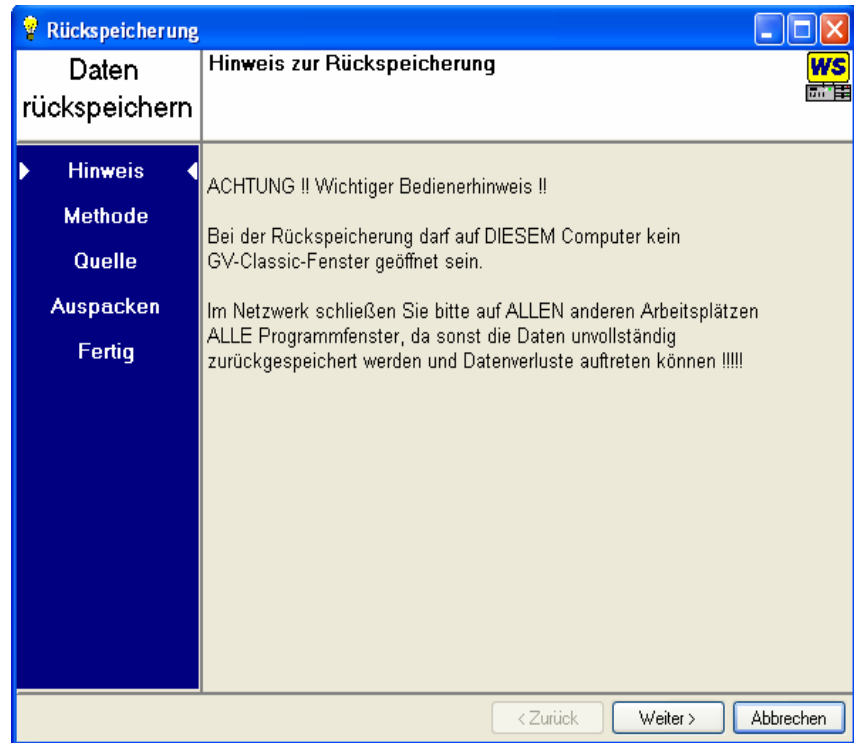 Rückspeicherung
Daten
rückspeichern
Hinweis zur Rückspeicherung
WS
Hinweis
Methode
Quelle
Auspacken
Fertig
ACHTUNG !! Wichtiger Bedienerhinweis !!
Bei der Rückspeicherung darf auf DIESEM Computer kein
GV-Classic-Fenster geöffnet sein.
Im Netzwerk schließen Sie bitte auf ALLEN anderen Arbeitsplätzen
ALLE Programmfenster, da sonst die Daten unvollständig
zurückgespeichert werden und Datenverluste auftreten können !!!!!
< Zurück
Weiter >
Abbrechen